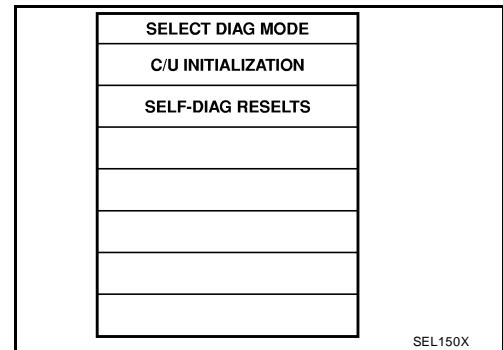 SELECT DIAG MODE
C/U INITIALIZATION
SELF-DIAG RESELTS
SEL150X